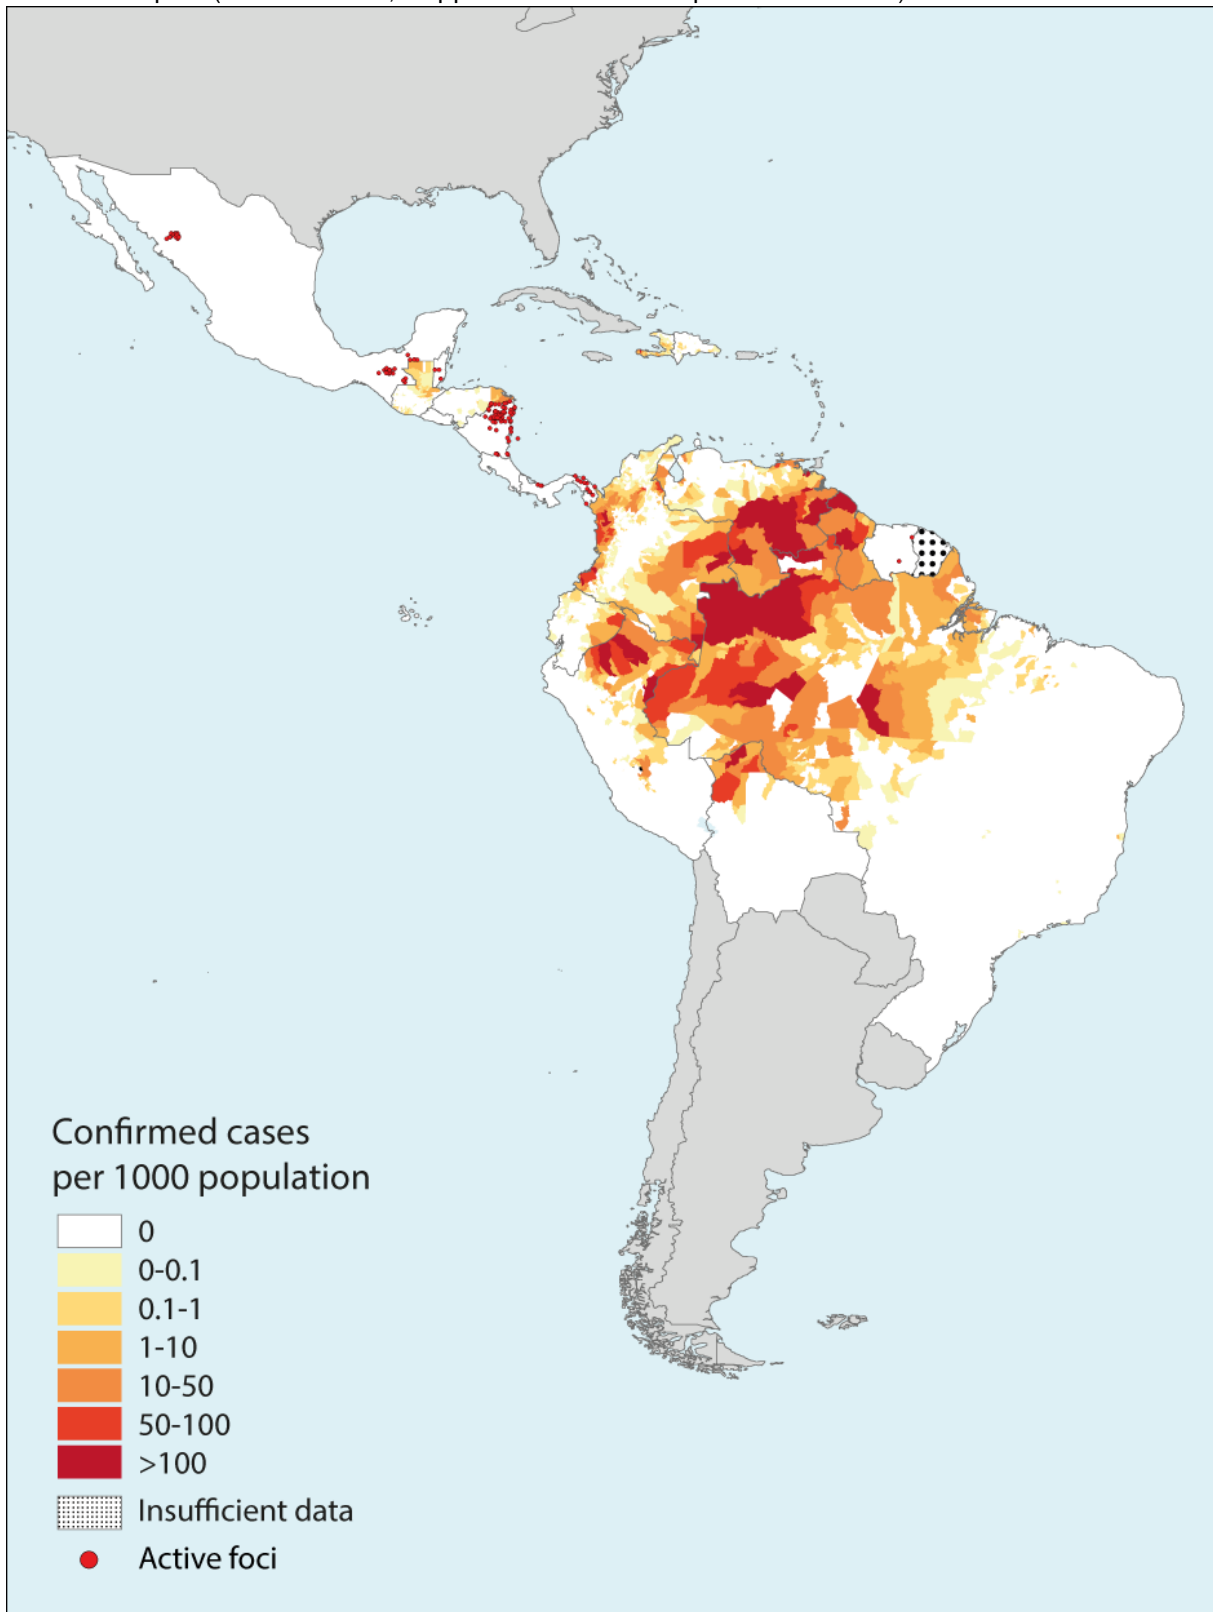 Confirmed cases
per 1000 population
0
0-0.1
0.1-1
1-10
10-50
50-100
>100
Insufficient data
Active foci